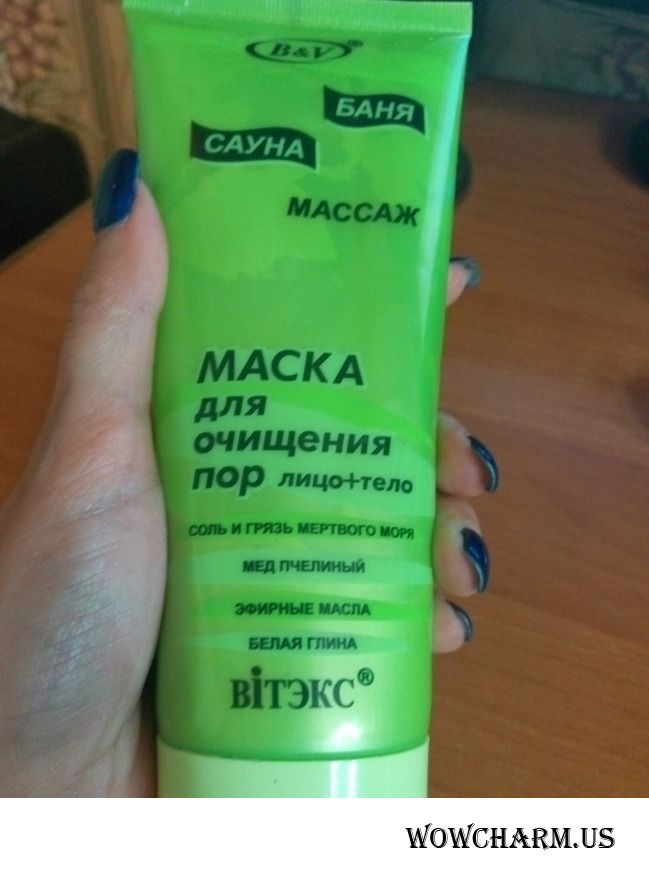 B&V®
БАНЯ
САУНА
МАССАЖ
МАСКА
для
очищения
пор лицо+тело
СОЛЬ И ГРЯЗЬ МЕРТВОГО МОРЯ
МЕД ПЧЕЛИНЫЙ
ЭФИРНЫЕ МАСЛА
БЕЛАЯ ГЛИНА
ВІТЭКС®
WOWCHARM.US